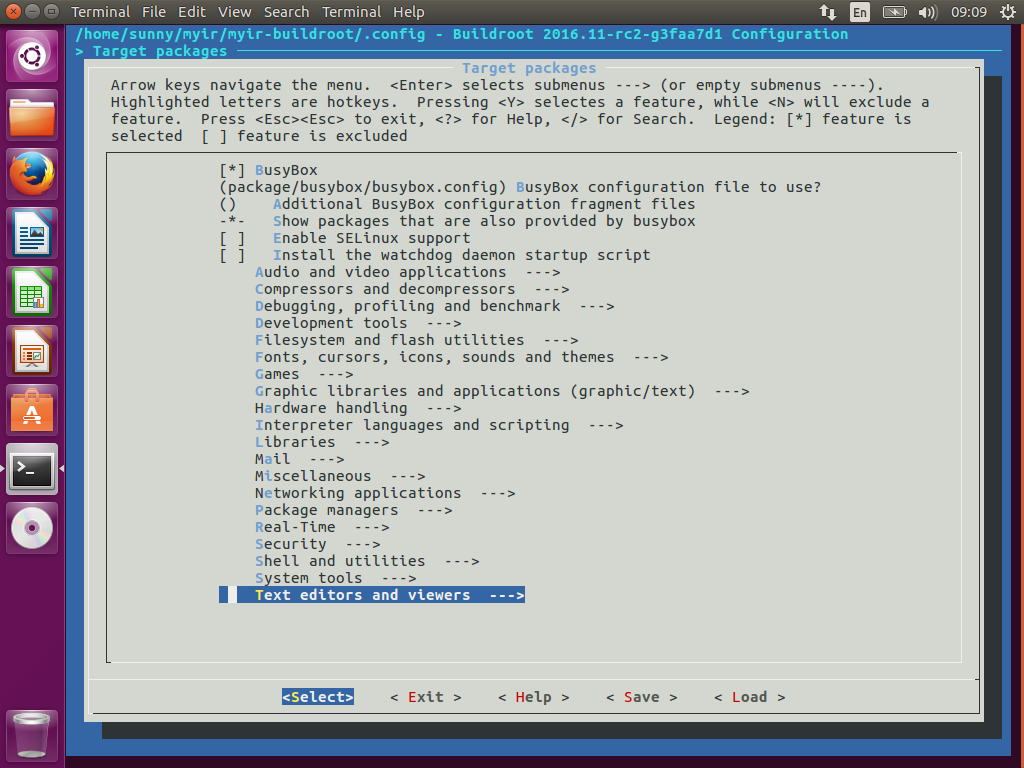 Terminal File Edit View Search Terminal Help En 09:09
/home/sunny/myir/myir-buildroot/.config - Buildroot 2016.11-rc2-g3faa7d1 Configuration
> Target packages
Target packages
Arrow keys navigate the menu.  <Enter> selects submenus ---> (or empty submenus ----).
Highlighted letters are hotkeys.  Pressing <Y> selectes a feature, while <N> will exclude a
feature.  Press <Esc><Esc> to exit, <?> for Help, </> for Search.  Legend: [*] feature is
selected  [ ] feature is excluded
[*] BusyBox
(package/busybox/busybox.config) BusyBox configuration file to use?
()    Additional BusyBox configuration fragment files
-*-   Show packages that are also provided by busybox
[ ]   Enable SELinux support
[ ]   Install the watchdog daemon startup script
Audio and video applications  --->
Compressors and decompressors  --->
Debugging, profiling and benchmark  --->
Development tools  --->
Filesystem and flash utilities  --->
Fonts, cursors, icons, sounds and themes  --->
Games  --->
Graphic libraries and applications (graphic/text)  --->
Hardware handling  --->
Interpreter languages and scripting  --->
Libraries  --->
Mail  --->
Miscellaneous  --->
Networking applications  --->
Package managers  --->
Real-Time  --->
Security  --->
Shell and utilities  --->
System tools  --->
Text editors and viewers  --->
<Select>    < Exit >    < Help >    < Save >    < Load >